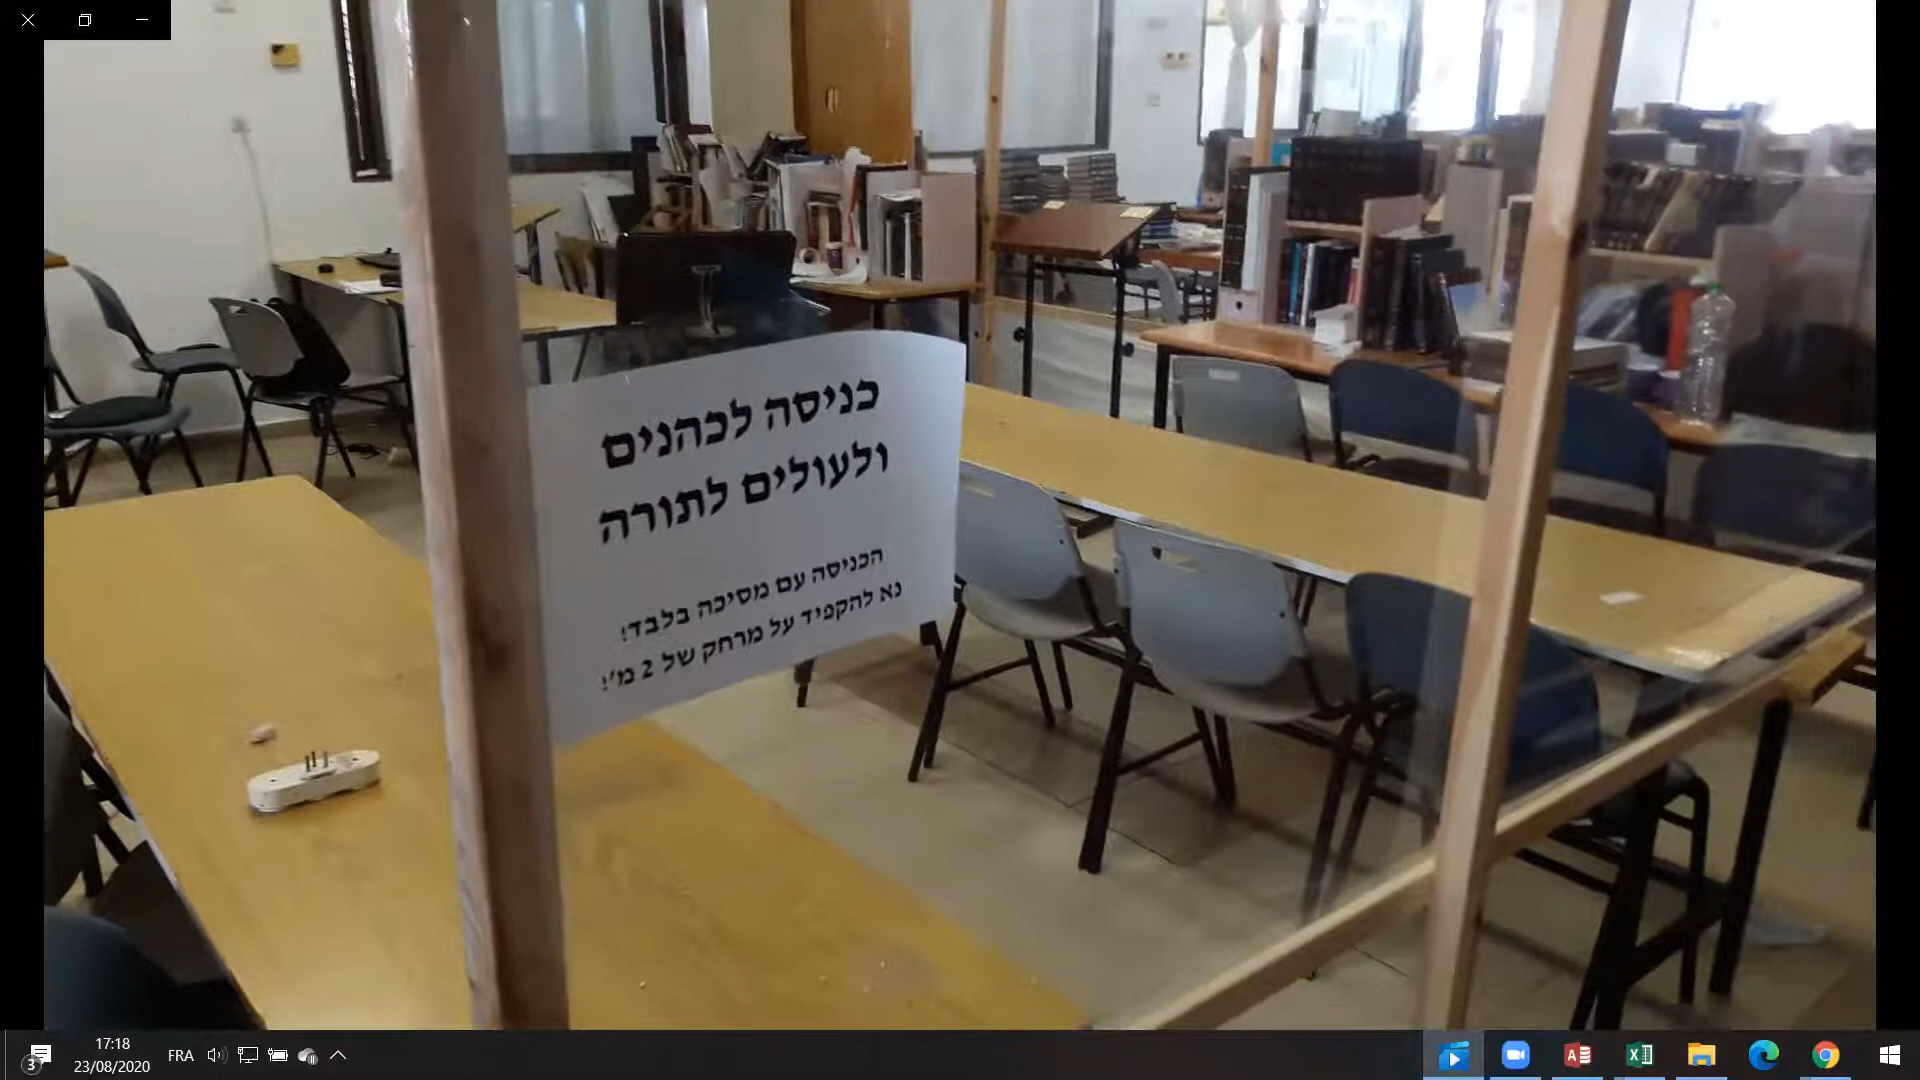 כניסה לכהנים
ולעולים לתורה
הכניסה עם מסיכה בלבד!
נא להקפיד על מרחק של 2 מ'!
17:18
FRA
23/08/2020
3